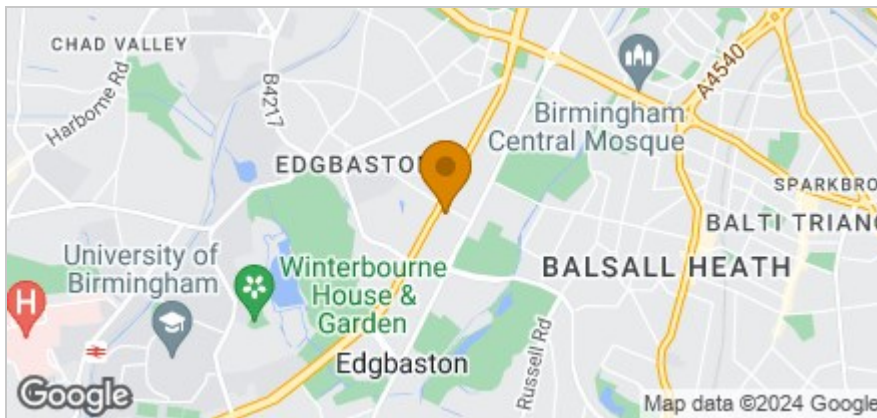 CHAD VALLEY
Harborne Rd
B4217
A4540
Birmingham
Central Mosque
EDGBASTON
SPARKBRO
BALTI TRIANG
University of
Birmingham
Winterbourne
House &
Garden
BALSALL HEATH
H
Edgbaston
Russell Rd
Google
Map data ©2024 Google